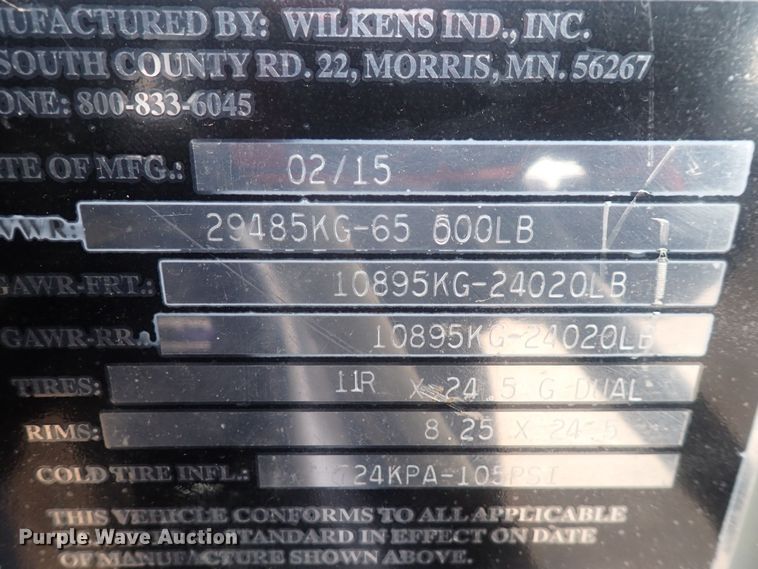 NUFACTURED BY: WILKENS IND., INC.
SOUTH COUNTY RD. 22, MORRIS, MN. 56267
ONE: 800-833-6045
TE OF MFG.: 02/15
VWR: 29485KG-65 000LB
GAWR-FRT.: 10895KG-24020LB
GAWR-RR. 10895KG-24020LB
TIRES: 11R X 24.5 G DUAL
RIMS: 8.25 X 24.5
COLD TIRE INFL.: 724KPA-105PSI
THIS VEHICLE CONFORMS TO ALL APPLICABLE
STANDARD IN EFFECT ON DATE
OF MANUFACTURE SHOWN ABOVE.
Purple Wave Auction